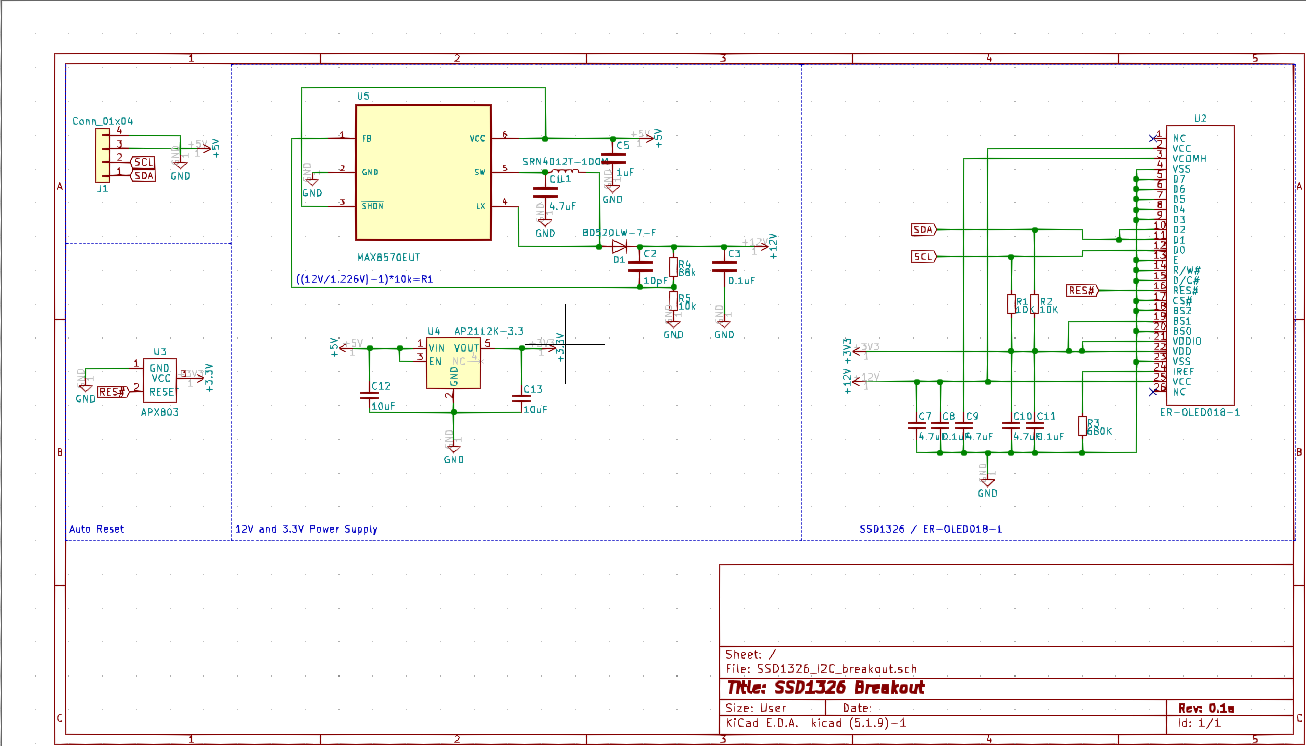 1 2 3 4 5
A
B
C
Conn_01x04
4
3
2
1
SCL
SDA
J1
GND
GND
+5V
+5V
1
U5
1 FB
2 GND
3 SHDN
VCC 6
SW 5
LX 4
MAX8570EUT
GND
GND
+5V
+5V
C5
1uF
GND
SRN4012T-100M
L1
4.7uF
GND
BD520LW-7-F
D1
C2
10pF
R4
R5
10k
GND
C3
0.1uF
GND
+12V
+12V
((12V/1.226V)-1)*10k=R1
U4 AP2112K-3.3
1 VIN
3 EN
VOUT 5
NC 4
GND
2
+5V
+5V
+3.3V
C12
10uF
C13
10uF
GND
GND
U3
1 GND
VCC 3
2 RESET
RES#
APX803
GND
GND
+3.3V
Auto Reset
12V and 3.3V Power Supply
SSD1326 / ER-OLED018-1
U2
1 NC
2 VCC
3 VCOMH
4 VSS
5 D7
6 D6
7 D5
8 D4
9 D3
10 D2
11 D1
12 D0
13 E
14 R/W#
15 D/C#
16 RES#
17 CS#
18 BS2
19 BS1
20 BS0
21 VDDIO
22 VDD
23 VSS
24 IREF
25 VCC
26 NC
ER-OLED018-1
SDA
SCL
RES#
R1
10K
R2
10K
+3V3
+3V3
+12V
+12V
C7
4.7uF
C8
0.1uF
C9
4.7uF
C10
4.7uF
C11
0.1uF
R3
680K
GND
GND
Sheet: /
File: SSD1326_I2C_breakout.sch
Title: SSD1326 Breakout
Size: User Date: Rev: 0.1a
KiCad E.D.A. kicad (5.1.9)-1 Id: 1/1